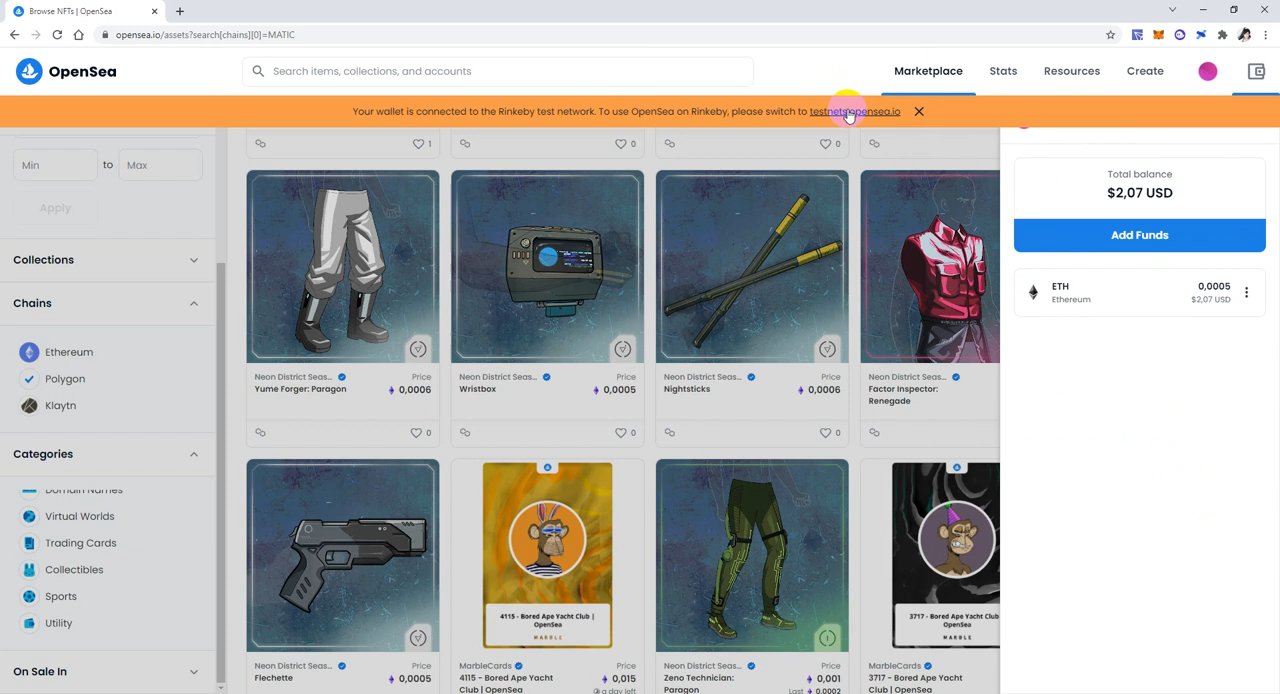 Browse NFTs | OpenSea
opensea.io/assets?search[chains][0]=MATIC
OpenSea
Search items, collections, and accounts
Marketplace
Stats
Resources
Create
Your wallet is connected to the Rinkeby test network. To use OpenSea on Rinkeby, please switch to testnets.opensea.io
Min
to
Max
Apply
Collections
Chains
Ethereum
Polygon
Klaytn
Categories
Domain Names
Virtual Worlds
Trading Cards
Collectibles
Sports
Utility
On Sale In
1
0
0
Neon District Seas...
Price
Yume Forger: Paragon
0,0006
0
Neon District Seas...
Price
Wristbox
0,0005
0
Neon District Seas...
Price
Nightsticks
0,0006
0
Neon District Seas...
Factor Inspector:
Renegade
Neon District Seas...
Price
Flechette
0,0005
4115 - Bored Ape Yacht Club |
OpenSea
MARBLE
MarbleCards
Price
4115 - Bored Ape Yacht
0,015
Club | OpenSea
a day left
Neon District Seas...
Price
Zeno Technician:
0,001
Paragon
Last
0,0002
3717 - Bored Ape Yacht Club
OpenSea
MARBLE
MarbleCards
3717 - Bored Ape Yacht
Club | OpenSea
Total balance
$2,07 USD
Add Funds
ETH
0,0005
Ethereum
$2,07 USD